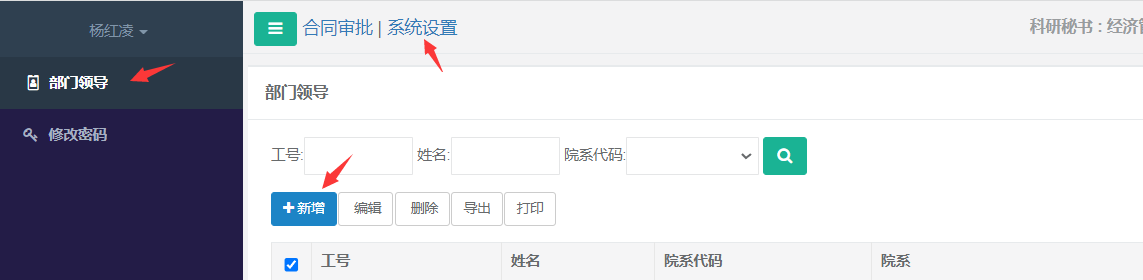 杨红凌
部门领导
修改密码
合同审批 | 系统设置
科研秘书：经济
部门领导
工号: 姓名: 院系代码:
新增 编辑 删除 导出 打印
工号 姓名 院系代码 院系